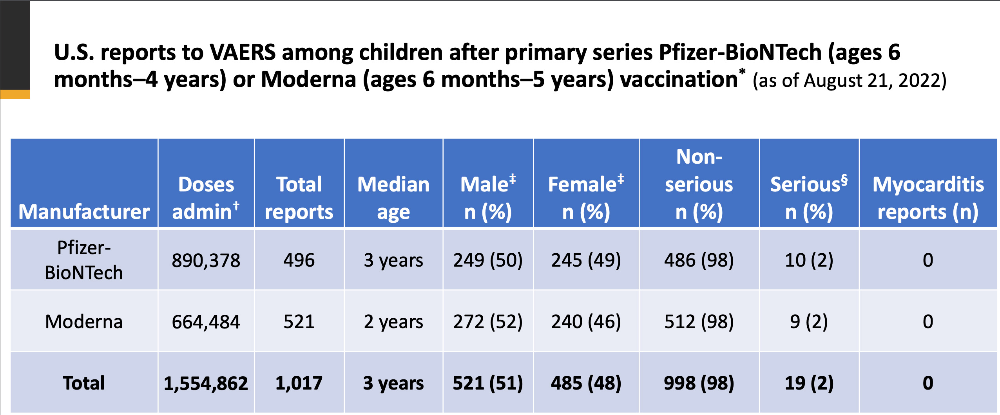 U.S. reports to VAERS among children after primary series Pfizer-BioNTech (ages 6
months–4 years) or Moderna (ages 6 months–5 years) vaccination* (as of August 21, 2022)
Manufacturer Doses admin† Total reports Median age Male‡ n (%) Female‡ n (%) Non-serious n (%) Serious§ n (%) Myocarditis reports (n)
Pfizer-BioNTech 890,378 496 3 years 249 (50) 245 (49) 486 (98) 10 (2) 0
Moderna 664,484 521 2 years 272 (52) 240 (46) 512 (98) 9 (2) 0
Total 1,554,862 1,017 3 years 521 (51) 485 (48) 998 (98) 19 (2) 0